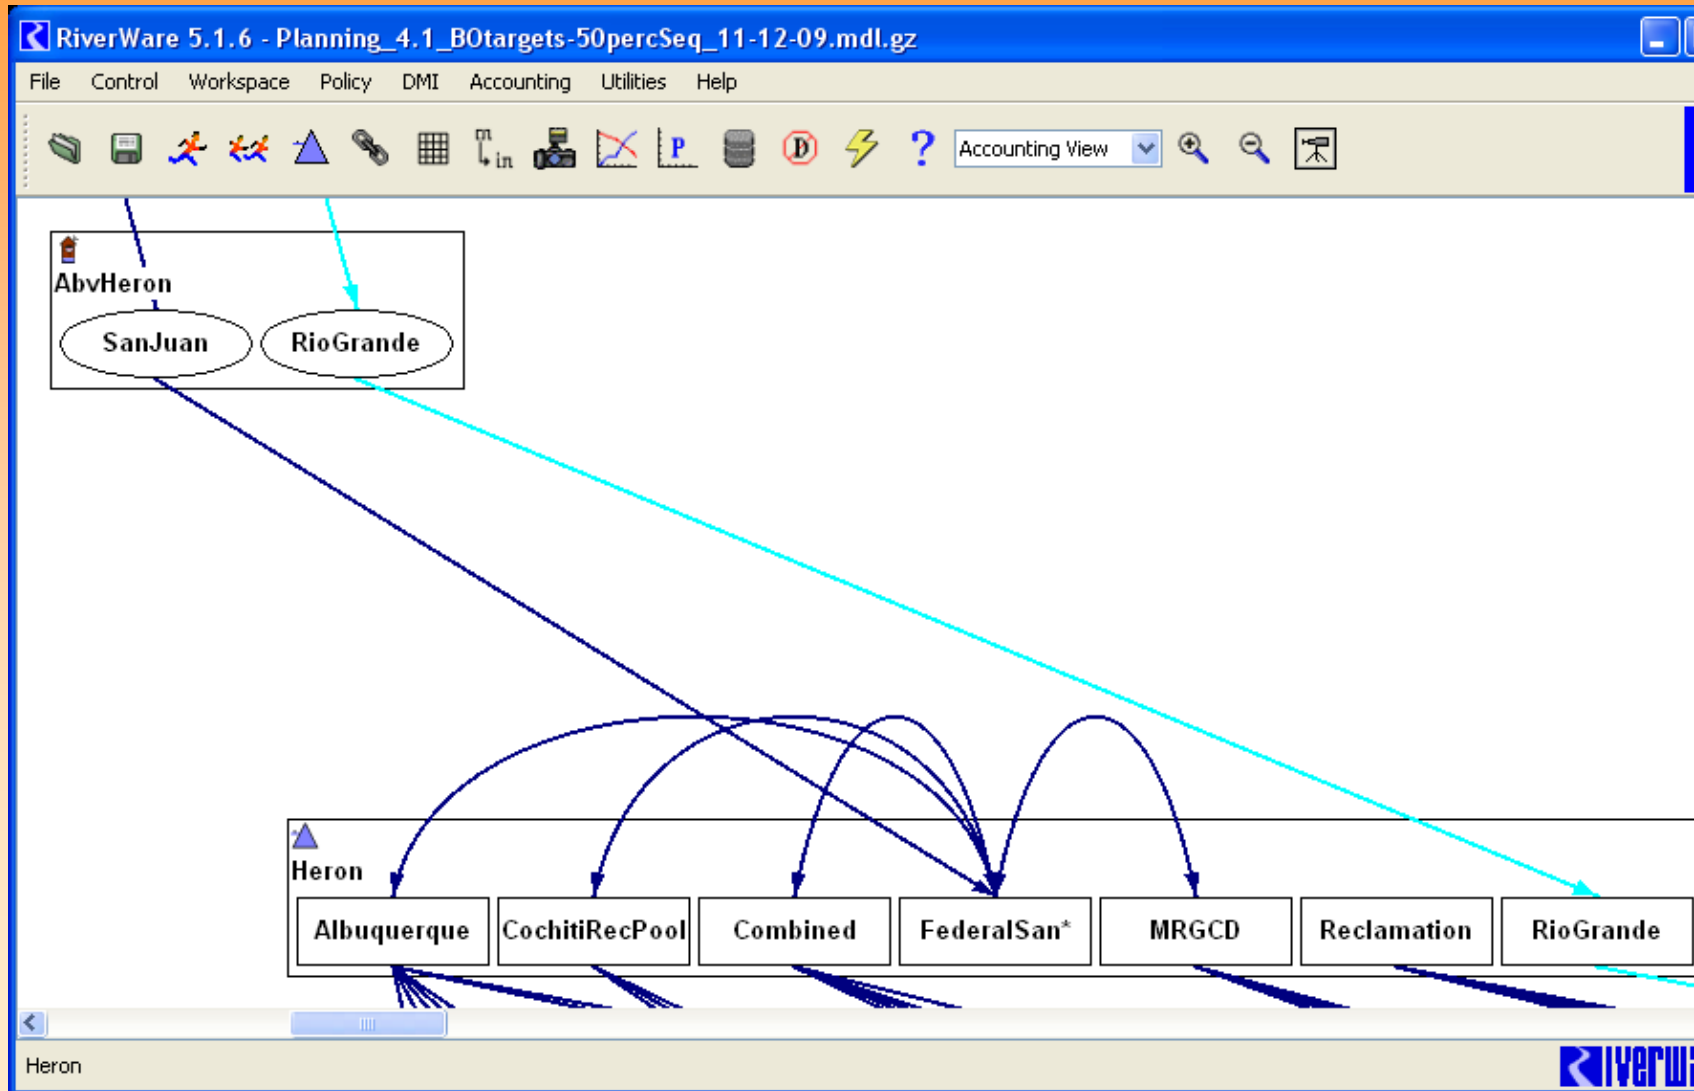 RiverWare 5.1.6 - Planning_4.1_BOtargets-50percSeq_11-12-09.mdl.gz
File Control Workspace Policy DMI Accounting Utilities Help
in P D ? Accounting View
AbvHeron
SanJuan RioGrande
Heron
Albuquerque CochitiRecPool Combined FederalSan* MRGCD Reclamation RioGrande
Heron